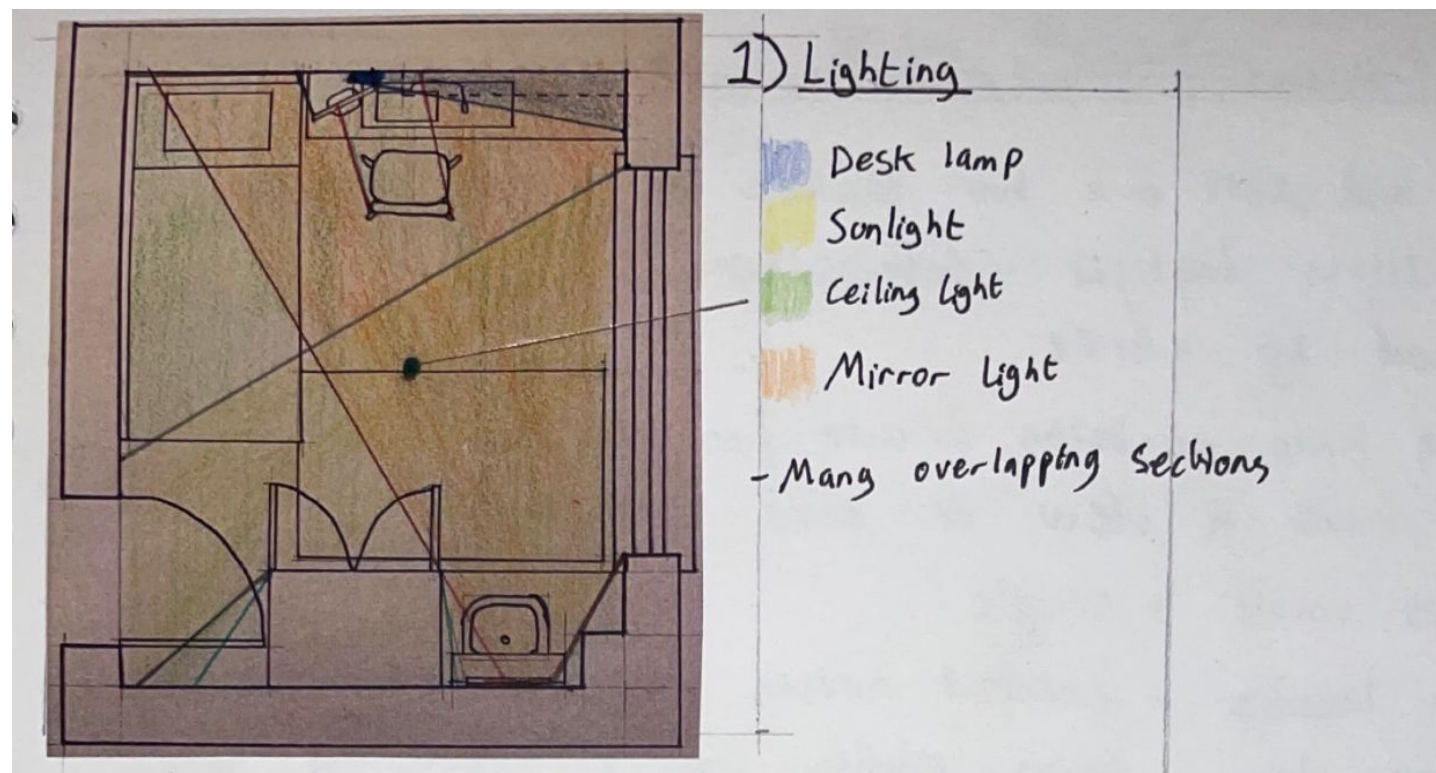 1) Lighting
Desk lamp
Sunlight
Ceiling light
Mirror Light
- Many overlapping sections